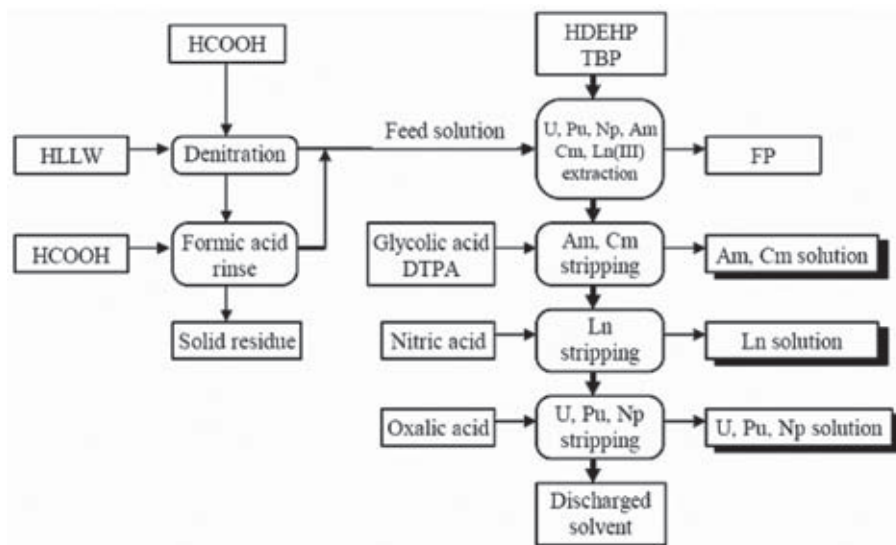 HCOOH
HDEHP
TBP
HLLW
Denitration
Feed solution
U, Pu, Np, Am
Cm, Ln(III)
extraction
FP
HCOOH
Formic acid
rinse
Glycolic acid
DTPA
Am, Cm
stripping
Am, Cm solution
Solid residue
Nitric acid
Ln
stripping
Ln solution
Oxalic acid
U, Pu, Np
stripping
U, Pu, Np solution
Discharged
solvent